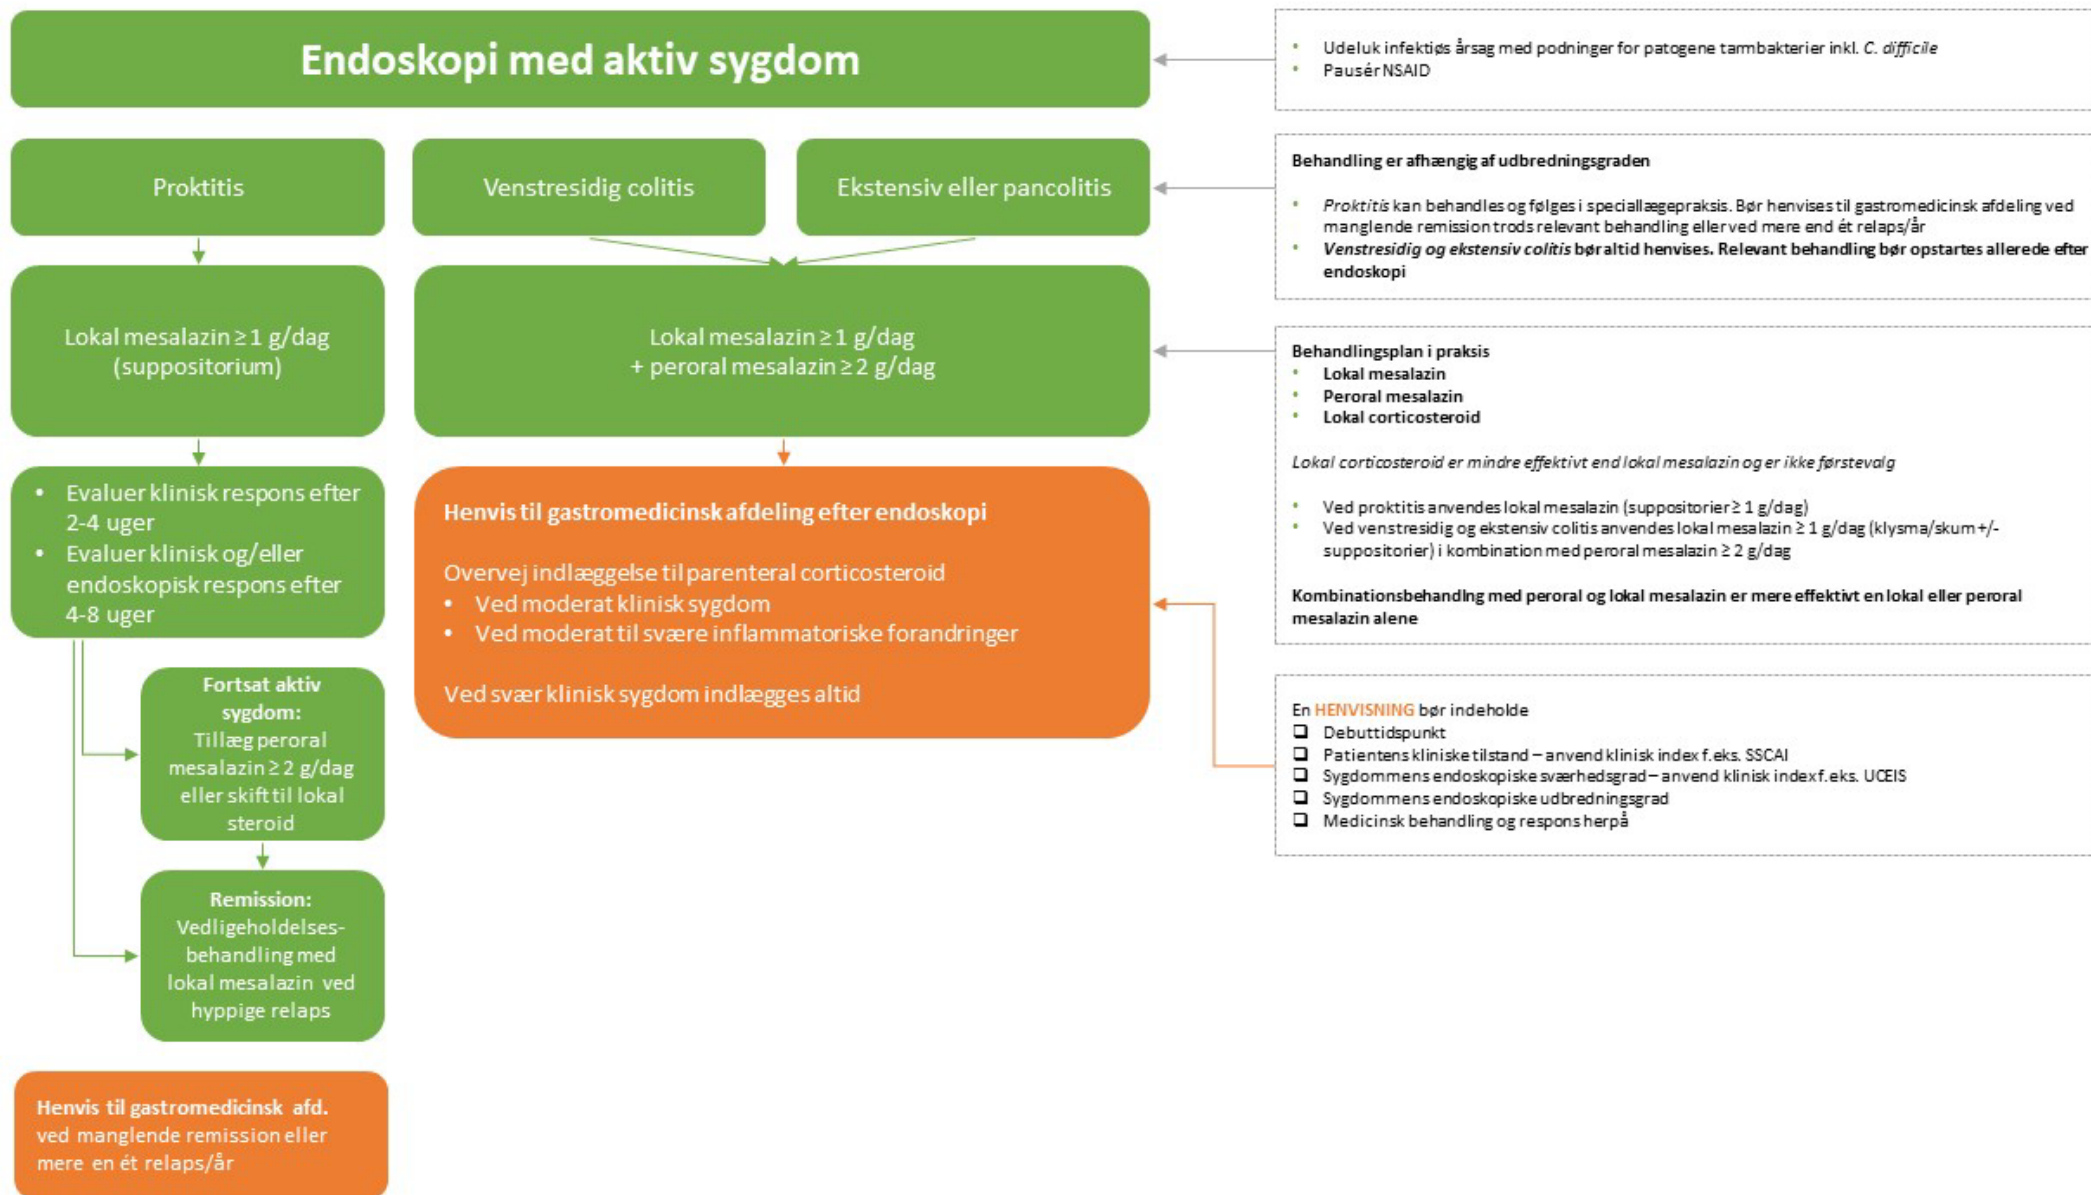 Endoskopi med aktiv sygdom
• Udeluk infektiøs årsag med podninger for patogene tarmbakterier inkl. C. difficile
• Pausér NSAID
Proktitis
Venstresidig colitis
Ekstensiv eller pancolitis
Behandling er afhængig af udbredningsgraden
• Proktitis kan behandles og følges i speciallægepraksis. Bør henvises til gastromedicinsk afdeling ved
manglende remission trods relevant behandling eller ved mere end ét relaps/år
• Venstresidig og ekstensiv colitis bør altid henvises. Relevant behandling bør opstartes allerede efter
endoskopi
Lokal mesalazin ≥ 1 g/dag
(suppositorium)
Lokal mesalazin ≥ 1 g/dag
+ peroral mesalazin ≥ 2 g/dag
Behandlingsplan i praksis
• Lokal mesalazin
• Peroral mesalazin
• Lokal corticosteroid
Lokal corticosteroid er mindre effektivt end lokal mesalazin og er ikke førstevalg
• Ved proktitis anvendes lokal mesalazin (suppositorier ≥ 1 g/dag)
• Ved venstresidig og ekstensiv colitis anvendes lokal mesalazin ≥ 1 g/dag (klysma/skum +/-
suppositorier) i kombination med peroral mesalazin ≥ 2 g/dag
Kombinationsbehandlng med peroral og lokal mesalazin er mere effektivt en lokal eller peroral
mesalazin alene
• Evaluer klinisk respons efter
2-4 uger
• Evaluer klinisk og/eller
endoskopisk respons efter
4-8 uger
Henvis til gastromedicinsk afdeling efter endoskopi
Overvej indlæggelse til parenteral corticosteroid
• Ved moderat klinisk sygdom
• Ved moderat til svære inflammatoriske forandringer
Ved svær klinisk sygdom indlægges altid
En HENVISNING bør indeholde
❑ Debuttidspunkt
❑ Patientens kliniske tilstand – anvend klinisk index f.eks. SSCAI
❑ Sygdommens endoskopiske sværhedsgrad – anvend klinisk index f.eks. UCEIS
❑ Sygdommens endoskopiske udbredningsgrad
❑ Medicinsk behandling og respons herpå
Fortsat aktiv
sygdom:
Tillæg peroral
mesalazin ≥ 2 g/dag
eller skift til lokal
steroid
Remission:
Vedligeholdelses-
behandling med
lokal mesalazin ved
hyppige relaps
Henvis til gastromedicinsk afd.
ved manglende remission eller
mere en ét relaps/år